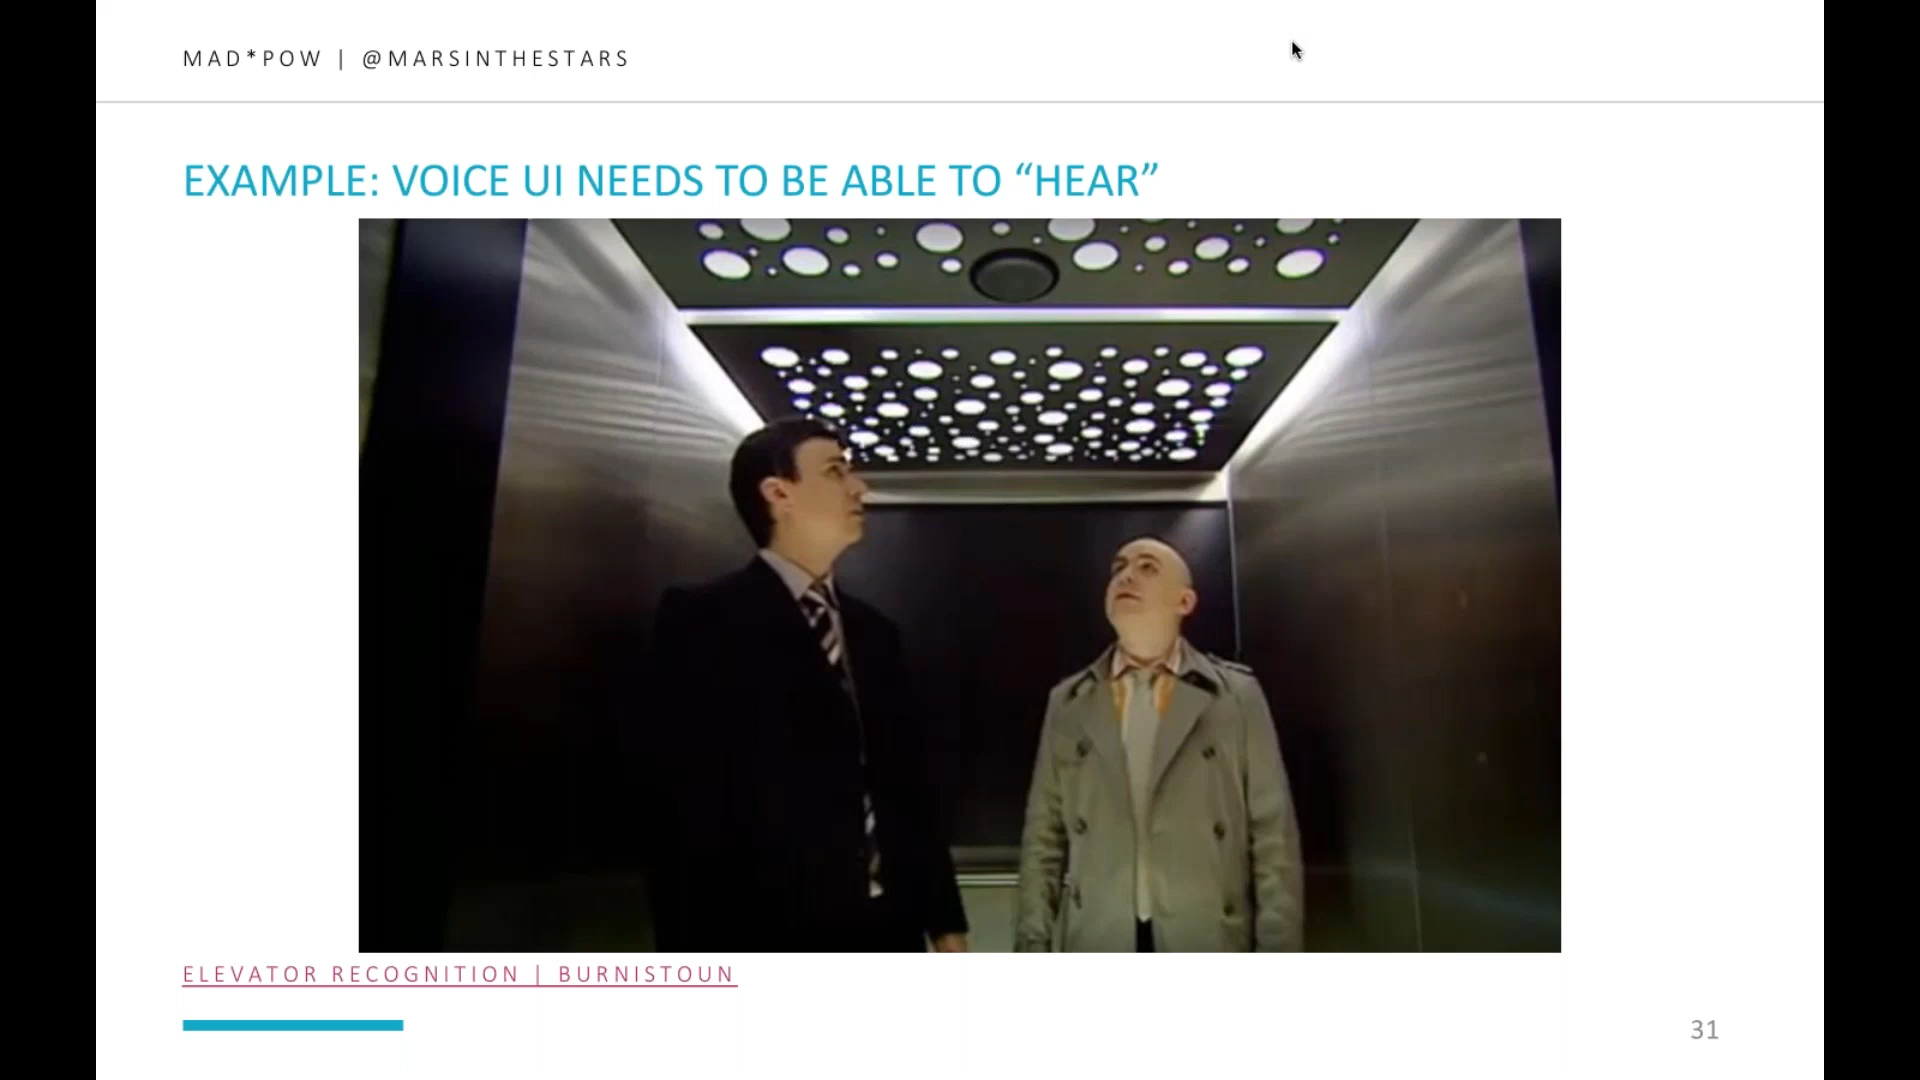 MAD*POW | @MARSINTHESTARS
EXAMPLE: VOICE UI NEEDS TO BE ABLE TO “HEAR”
ELEVATOR RECOGNITION | BURNISTOUN
31